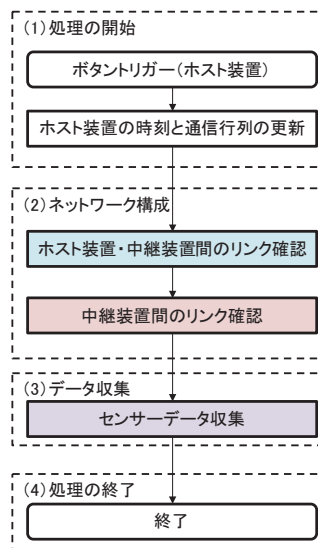 (1)処理の開始
ボタントリガー(ホスト装置)
ホスト装置の時刻と通信行列の更新
(2)ネットワーク構成
ホスト装置・中継装置間のリンク確認
中継装置間のリンク確認
(3)データ収集
センサーデータ収集
(4)処理の終了
終了